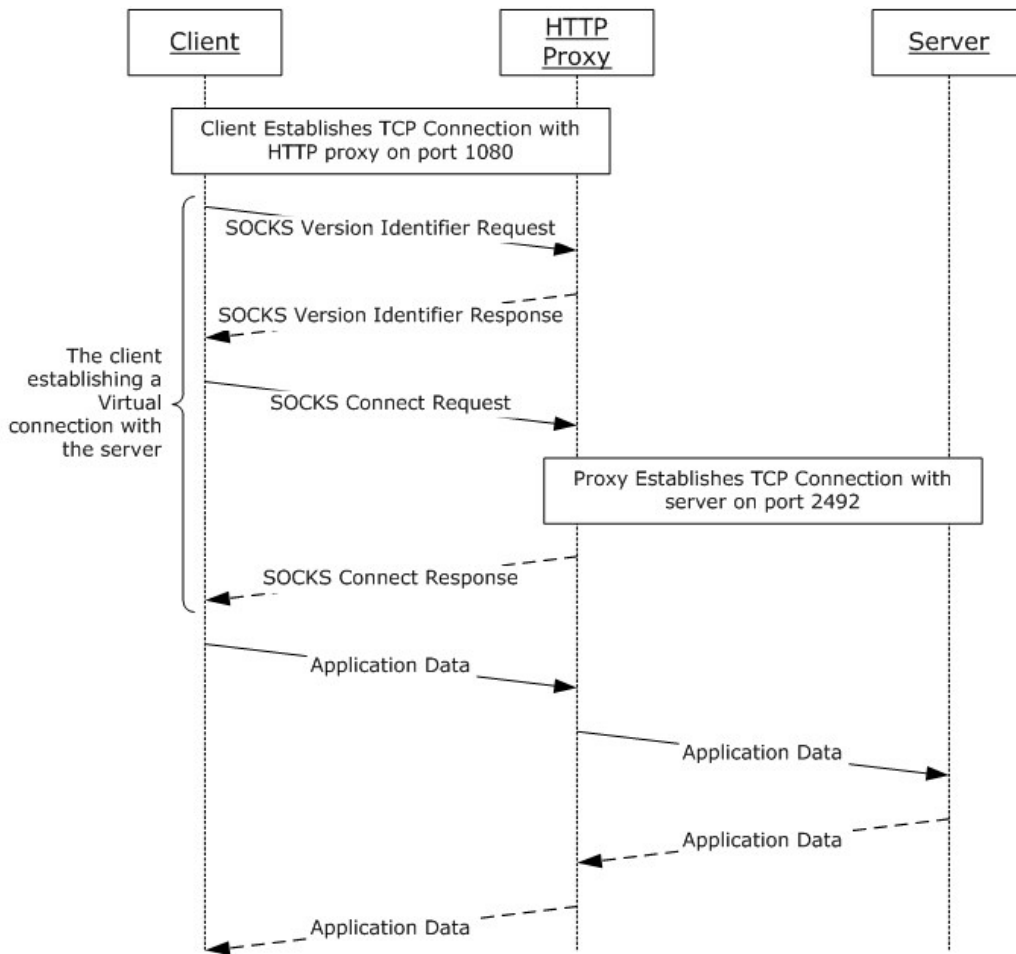 Client
HTTP
Proxy
Server
Client Establishes TCP Connection with
HTTP proxy on port 1080
SOCKS Version Identifier Request
SOCKS Version Identifier Response
The client
establishing a
Virtual
connection with
the server
SOCKS Connect Request
Proxy Establishes TCP Connection with
server on port 2492
SOCKS Connect Response
Application Data
Application Data
Application Data
Application Data